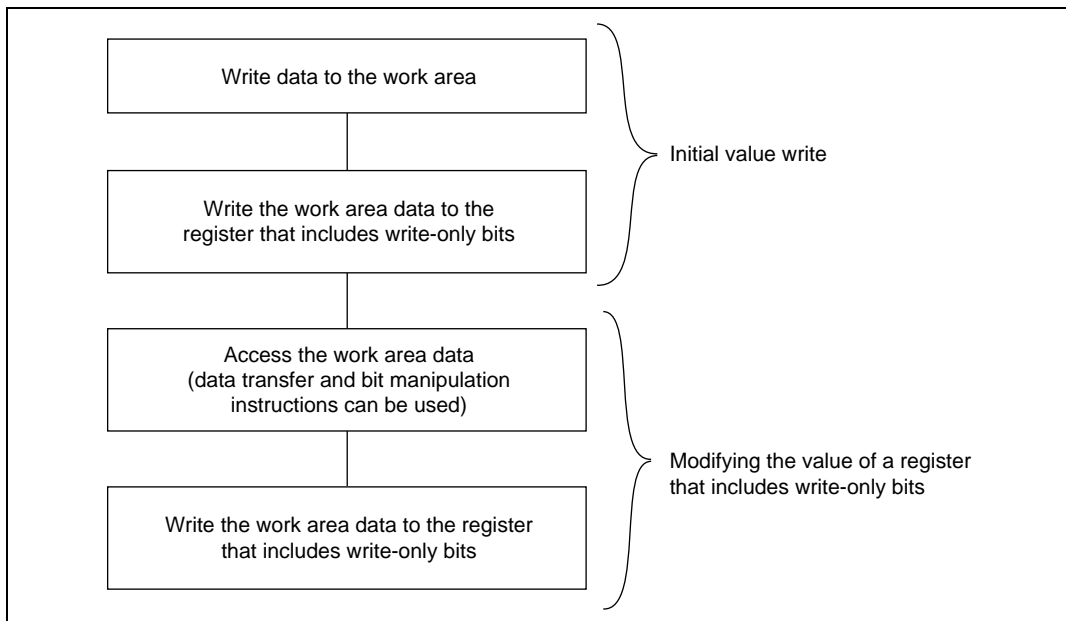 Write data to the work area
Initial value write
Write the work area data to the
register that includes write-only bits
Access the work area data
(data transfer and bit manipulation
instructions can be used)
Modifying the value of a register
that includes write-only bits
Write the work area data to the register
that includes write-only bits